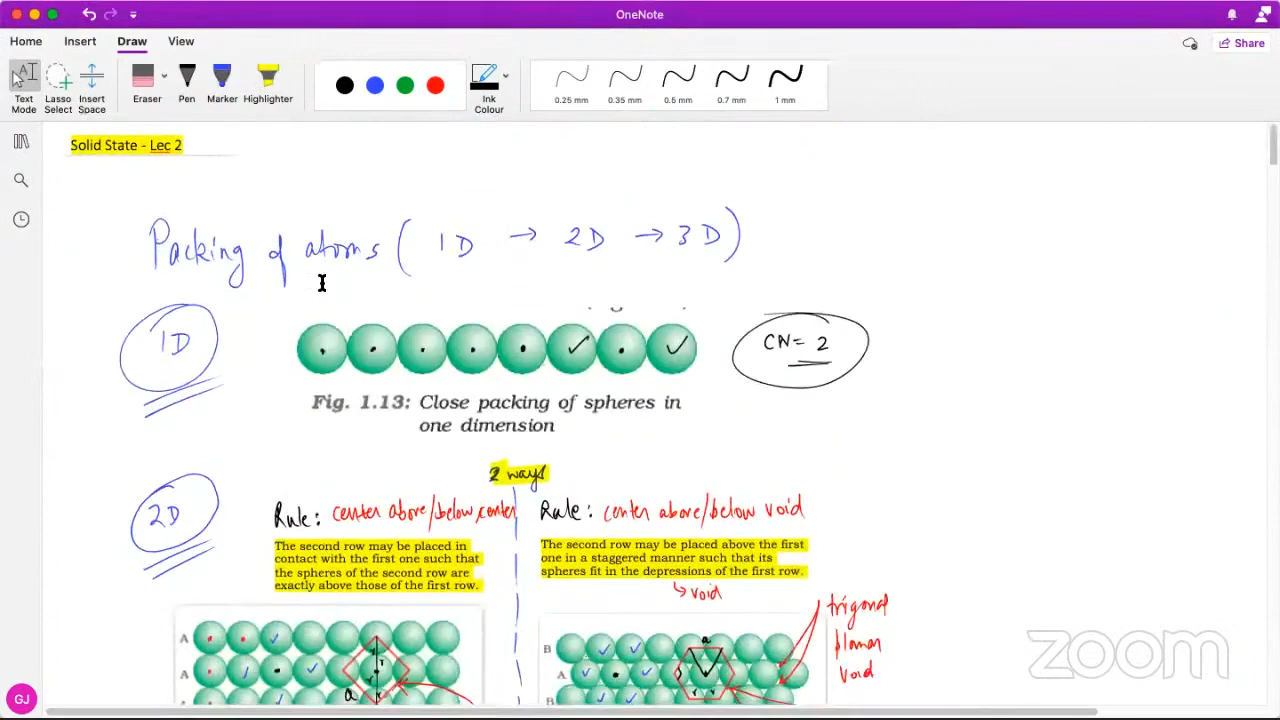 OneNote
Home Insert Draw View
Share
Text Mode
Lasso Select
Insert Space
Eraser
Pen
Marker
Highlighter
Ink Colour
0.25 mm
0.35 mm
0.5 mm
0.7 mm
1 mm
Solid State - Lec 2
Packing of atoms ( 1D → 2D → 3D )
1D
CN = 2
Fig. 1.13: Close packing of spheres in
one dimension
2 ways
2D
Rule: center above/below center
The second row may be placed in
contact with the first one such that
the spheres of the second row are
exactly above those of the first row.
Rule: center above/below void
The second row may be placed above the first
one in a staggered manner such that its
spheres fit in the depressions of the first row.
↳ void
A
A
A
r
r
r
a
B
A
B
a
r r
trigonal
planar
void
zoom
GJ